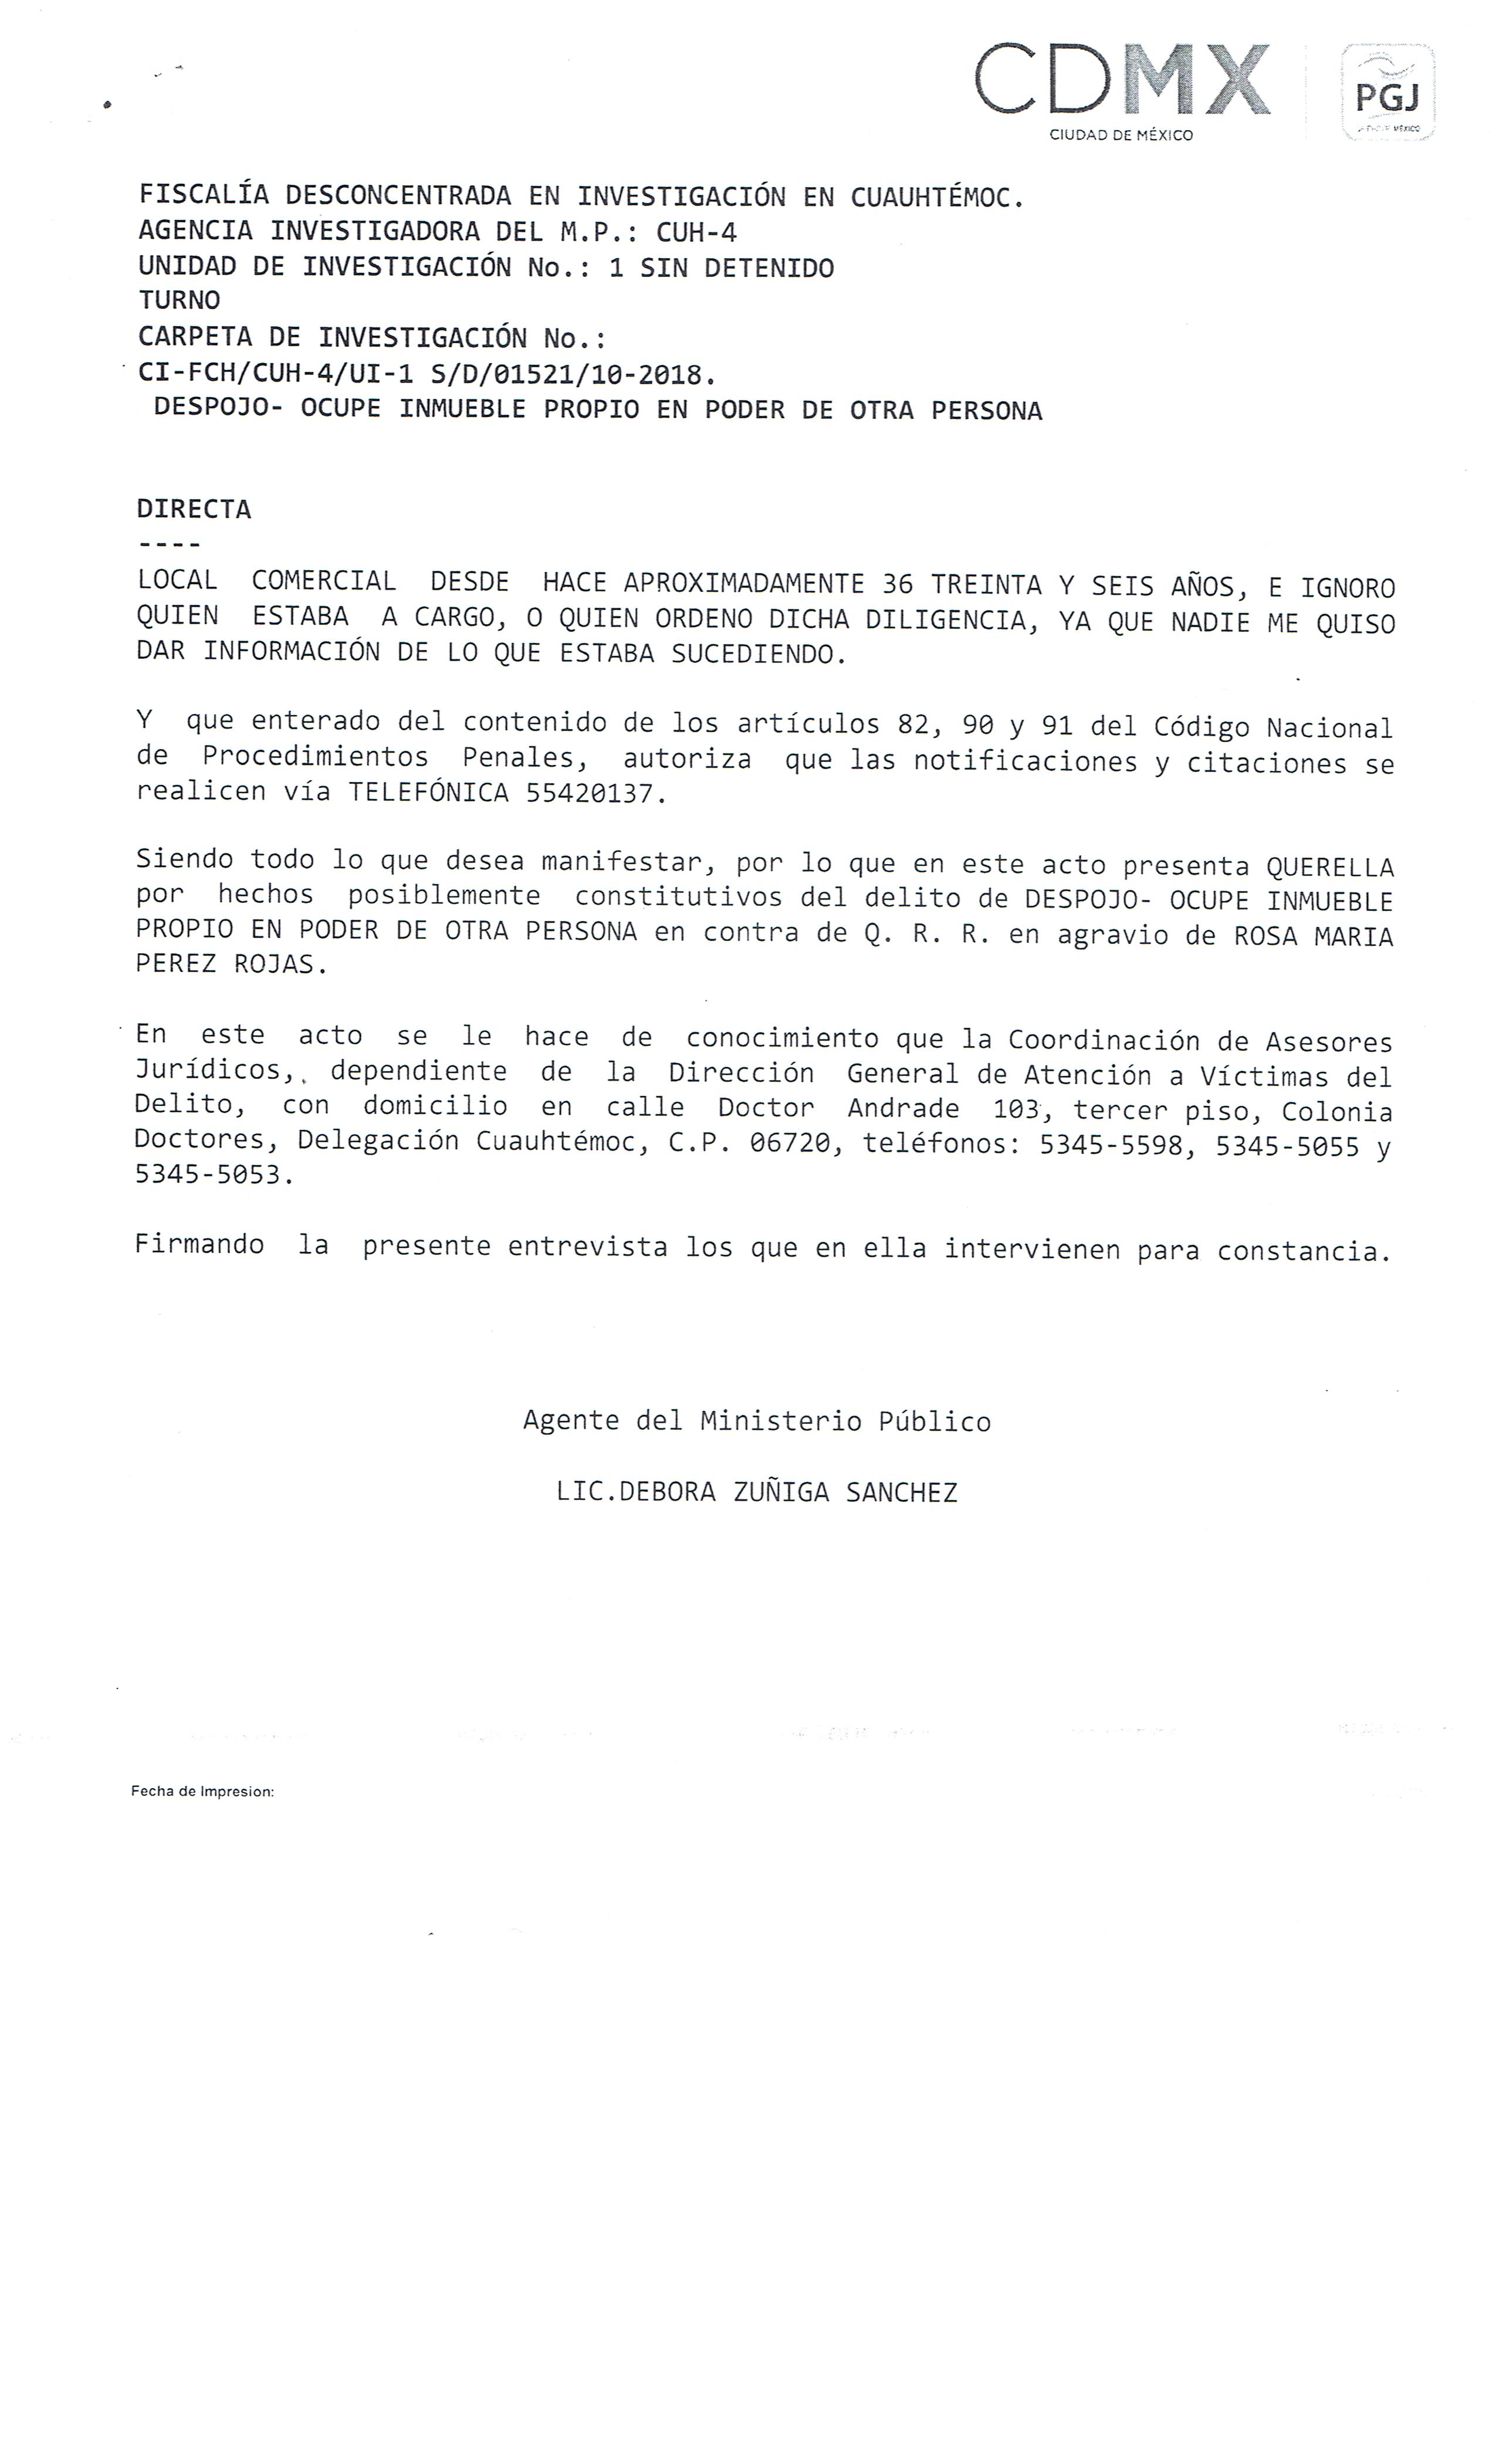 CDMX
CIUDAD DE MÉXICO
PGJ
FISCALÍA DESCONCENTRADA EN INVESTIGACIÓN EN CUAUHTÉMOC.
AGENCIA INVESTIGADORA DEL M.P.: CUH-4
UNIDAD DE INVESTIGACIÓN No.: 1 SIN DETENIDO
TURNO
CARPETA DE INVESTIGACIÓN No.:
CI-FCH/CUH-4/UI-1 S/D/01521/10-2018.
DESPOJO- OCUPE INMUEBLE PROPIO EN PODER DE OTRA PERSONA
DIRECTA
----
LOCAL COMERCIAL DESDE HACE APROXIMADAMENTE 36 TREINTA Y SEIS AÑOS, E IGNORO
QUIEN ESTABA A CARGO, O QUIEN ORDENO DICHA DILIGENCIA, YA QUE NADIE ME QUISO
DAR INFORMACIÓN DE LO QUE ESTABA SUCEDIENDO.
Y que enterado del contenido de los artículos 82, 90 y 91 del Código Nacional
de Procedimientos Penales, autoriza que las notificaciones y citaciones se
realicen vía TELEFÓNICA 55420137.
Siendo todo lo que desea manifestar, por lo que en este acto presenta QUERELLA
por hechos posiblemente constitutivos del delito de DESPOJO- OCUPE INMUEBLE
PROPIO EN PODER DE OTRA PERSONA en contra de Q. R. R. en agravio de ROSA MARIA
PEREZ ROJAS.
En este acto se le hace de conocimiento que la Coordinación de Asesores
Jurídicos, dependiente de la Dirección General de Atención a Víctimas del
Delito, con domicilio en calle Doctor Andrade 103, tercer piso, Colonia
Doctores, Delegación Cuauhtémoc, C.P. 06720, teléfonos: 5345-5598, 5345-5055 y
5345-5053.
Firmando la presente entrevista los que en ella intervienen para constancia.
Agente del Ministerio Público
LIC.DEBORA ZUÑIGA SANCHEZ
Fecha de Impresion: